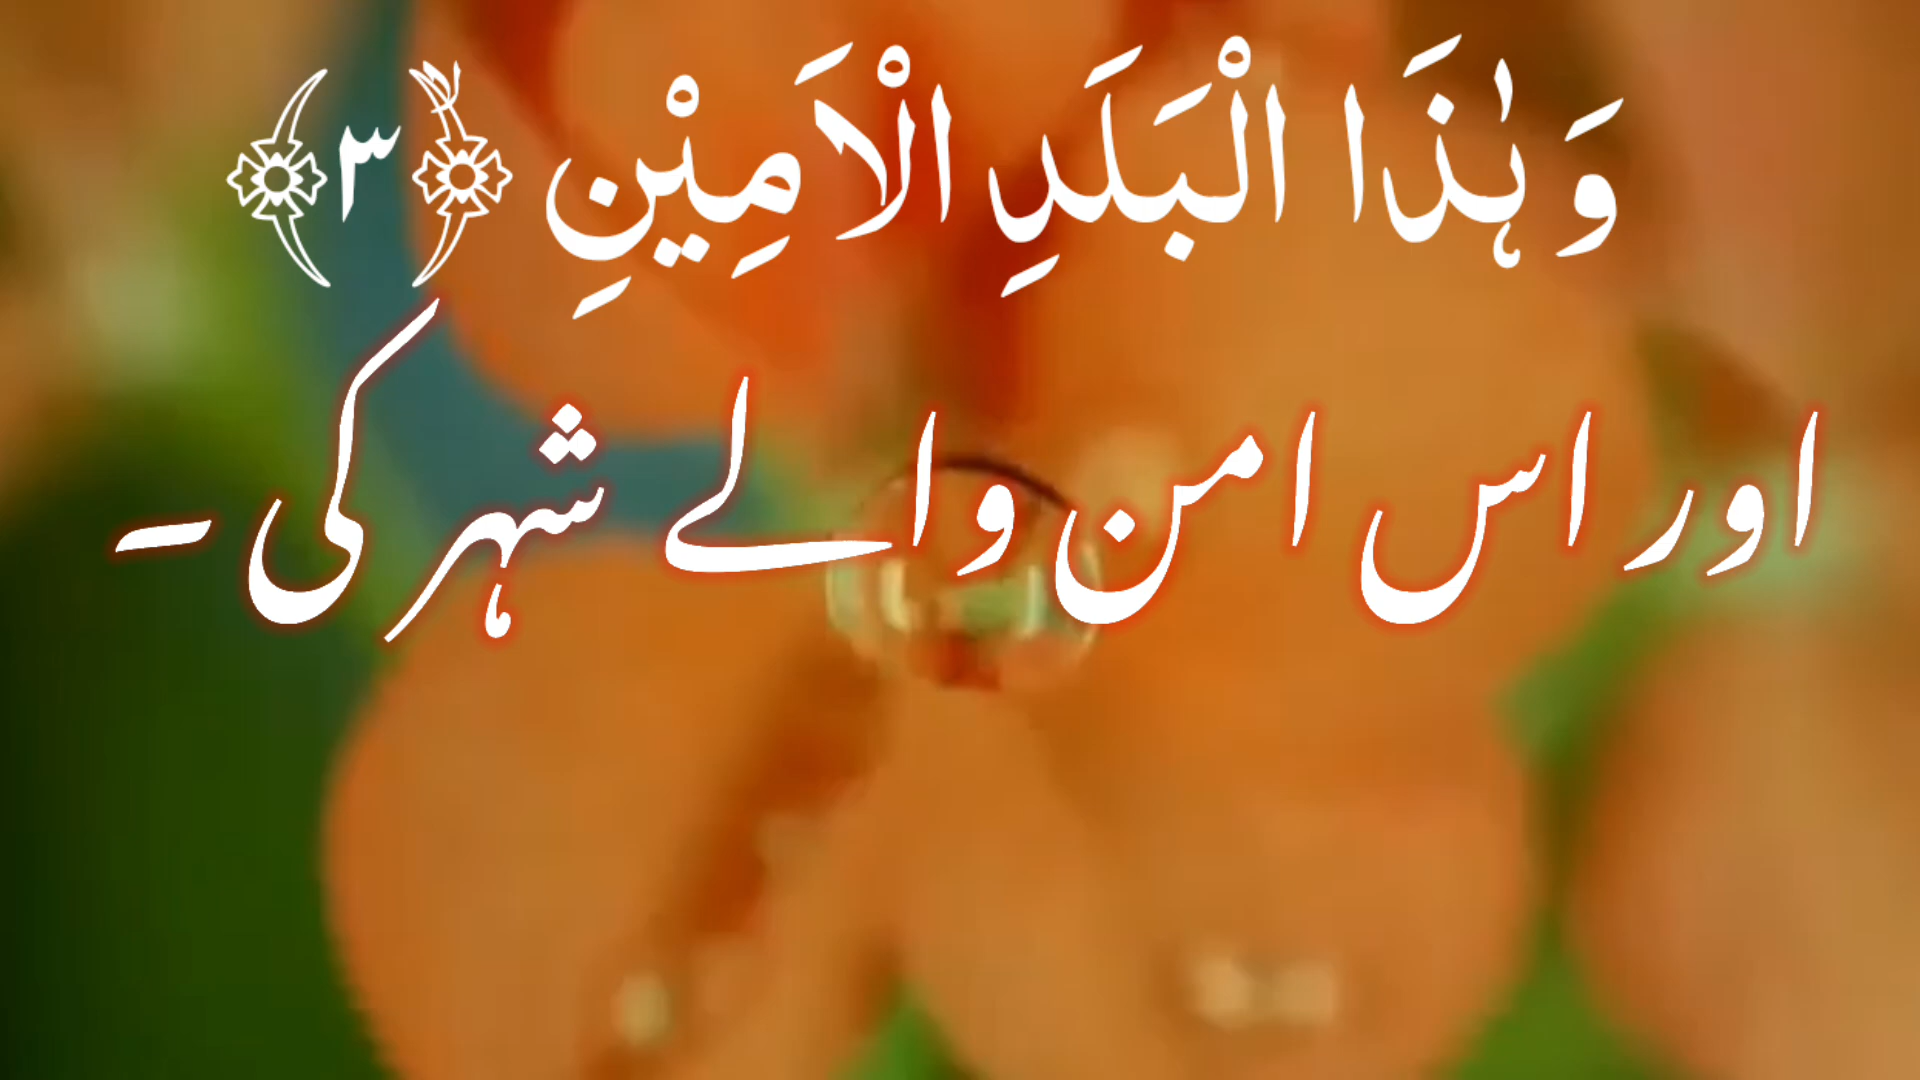 وَ ہٰذَا الْبَلَدِ الْاَمِیْنِ ﴿ۙ۳﴾
اور اس امن والے شہر کی ۔